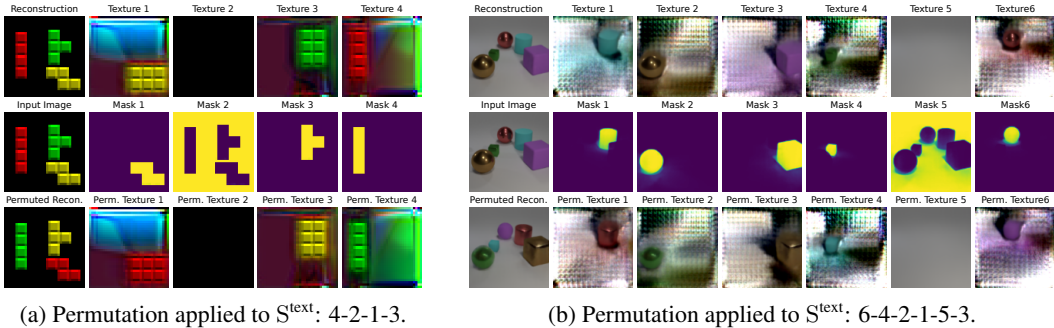 Reconstruction Texture 1 Texture 2 Texture 3 Texture 4
Input Image Mask 1 Mask 2 Mask 3 Mask 4
Permuted Recon. Perm. Texture 1 Perm. Texture 2 Perm. Texture 3 Perm. Texture 4
(a) Permutation applied to S^text: 4-2-1-3.
Reconstruction Texture 1 Texture 2 Texture 3 Texture 4 Texture 5 Texture6
Input Image Mask 1 Mask 2 Mask 3 Mask 4 Mask 5 Mask6
Permuted Recon. Perm. Texture 1 Perm. Texture 2 Perm. Texture 3 Perm. Texture 4 Perm. Texture 5 Perm. Texture6
(b) Permutation applied to S^text: 6-4-2-1-5-3.